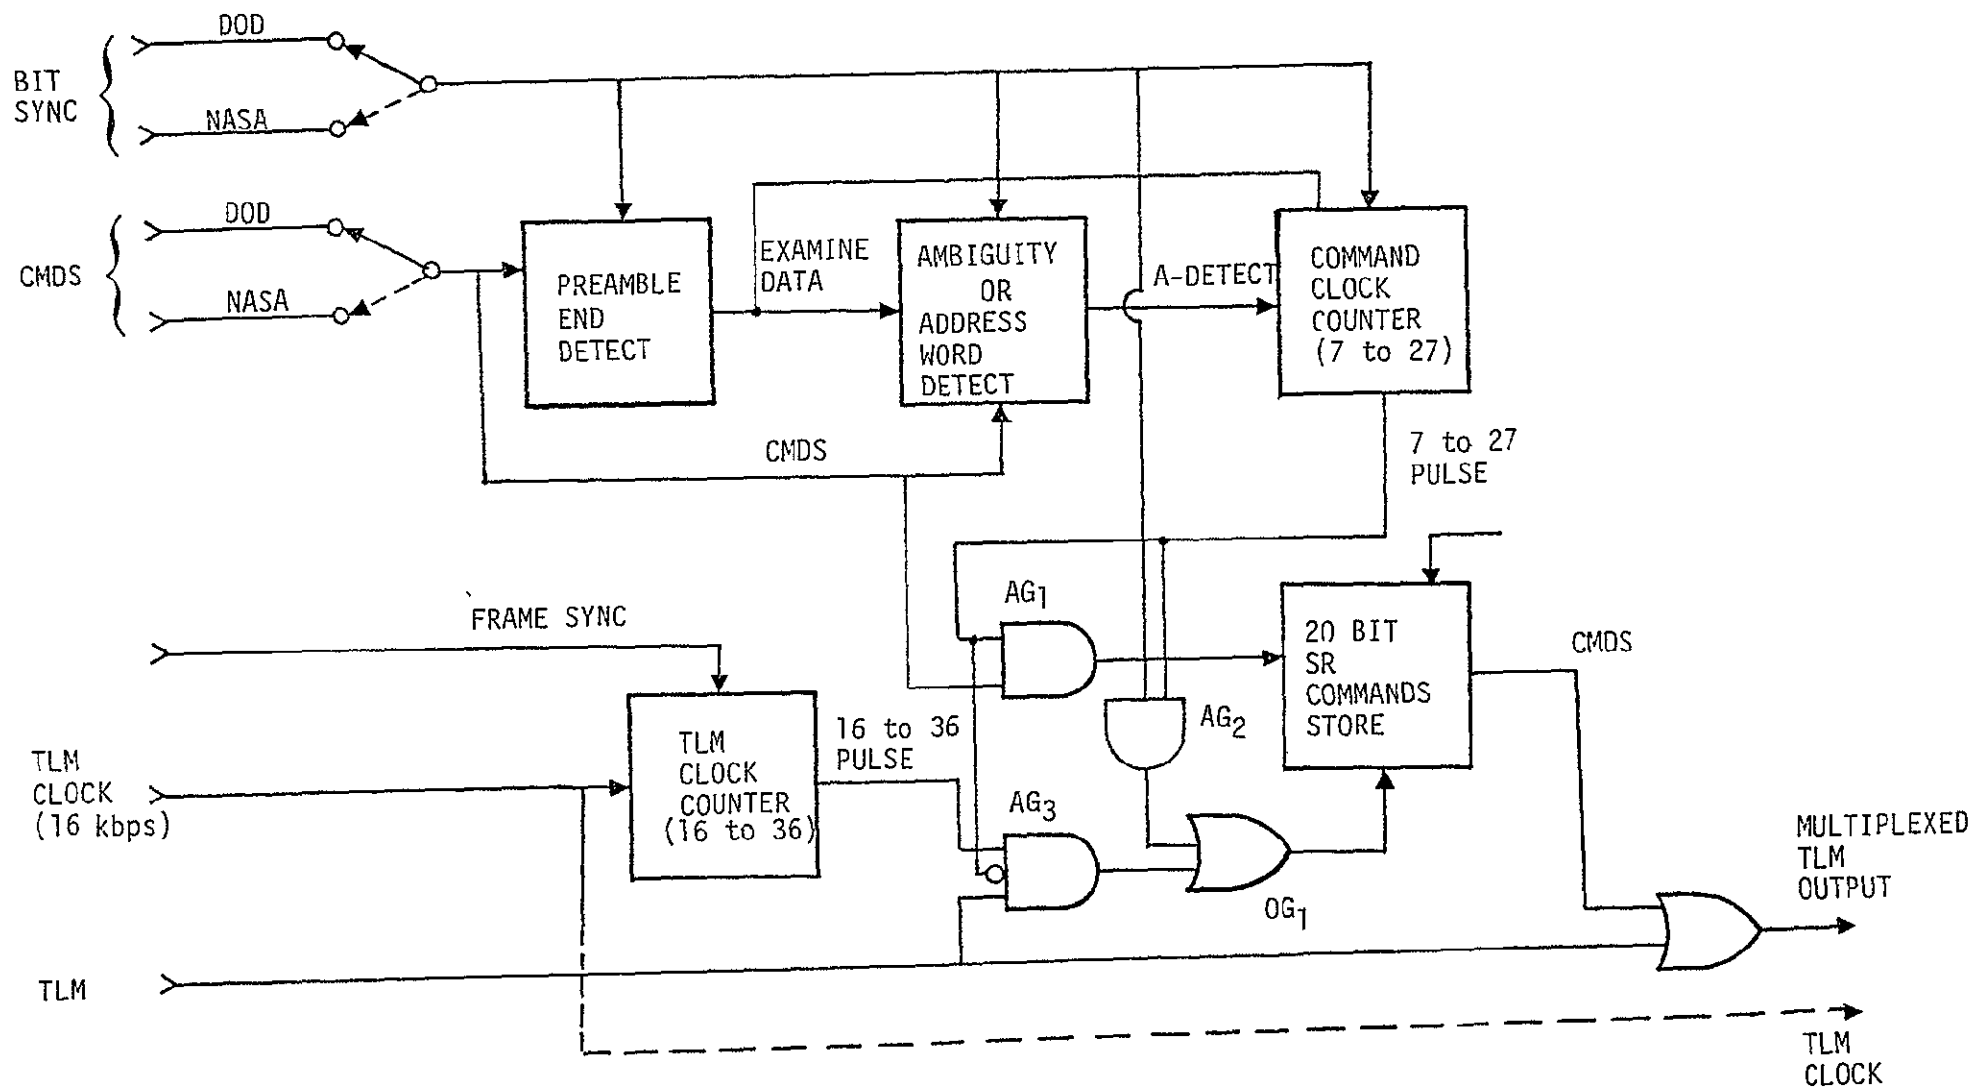 DOD
BIT
SYNC
NASA
DOD
CMDS
NASA
PREAMBLE
END
DETECT
EXAMINE
DATA
AMBIGUITY
OR
ADDRESS
WORD
DETECT
A-DETECT
COMMAND
CLOCK
COUNTER
(7 to 27)
CMDS
7 to 27
PULSE
FRAME SYNC
AG1
20 BIT
SR
COMMANDS
STORE
CMDS
TLM
CLOCK
(16 kbps)
TLM
CLOCK
COUNTER
(16 to 36)
16 to 36
PULSE
AG2
AG3
OG1
MULTIPLEXED
TLM
OUTPUT
TLM
TLM
CLOCK